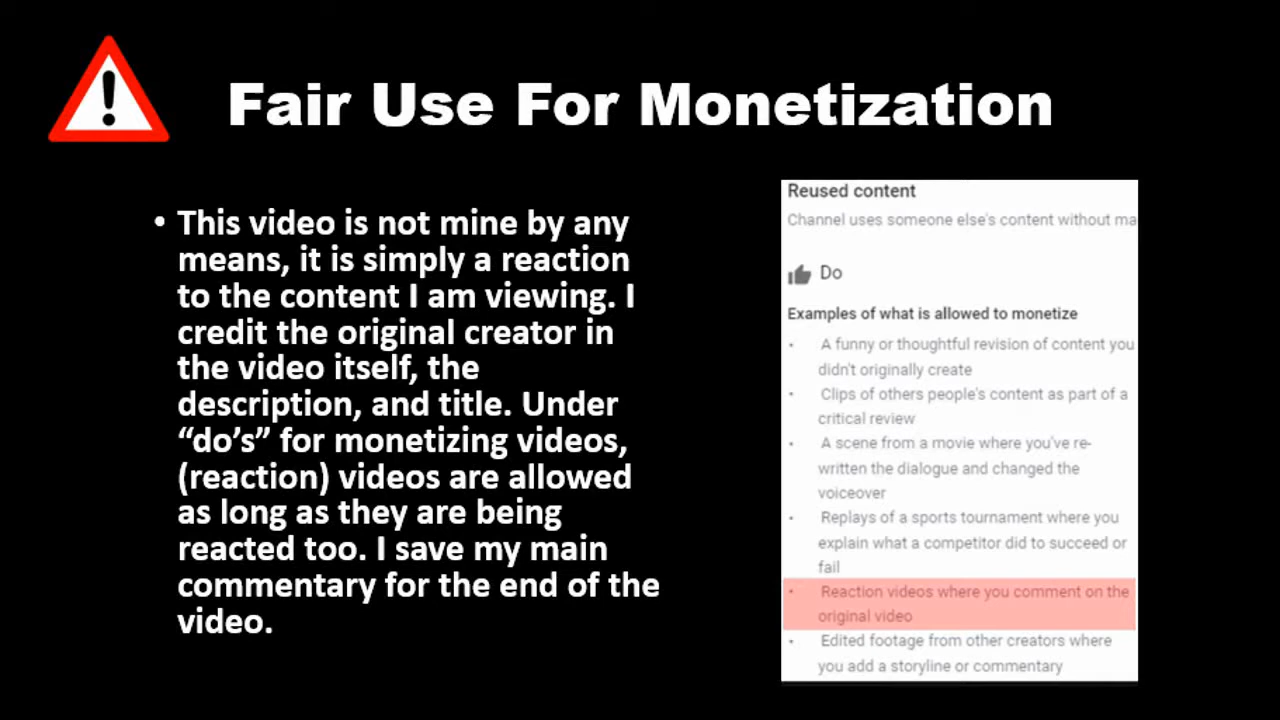 Fair Use For Monetization
• This video is not mine by any
means, it is simply a reaction
to the content I am viewing. I
credit the original creator in
the video itself, the
description, and title. Under
“do’s” for monetizing videos,
(reaction) videos are allowed
as long as they are being
reacted too. I save my main
commentary for the end of the
video.
Reused content
Channel uses someone else's content without ma
Do
Examples of what is allowed to monetize
• A funny or thoughtful revision of content you
didn't originally create
• Clips of others people's content as part of a
critical review
• A scene from a movie where you've re-
written the dialogue and changed the
voiceover
• Replays of a sports tournament where you
explain what a competitor did to succeed or
fail
• Reaction videos where you comment on the
original video
• Edited footage from other creators where
you add a storyline or commentary